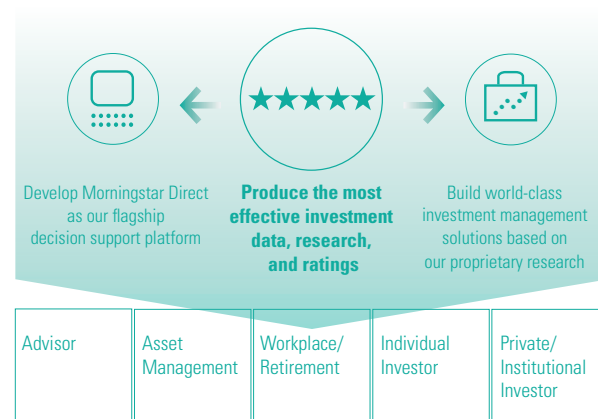 Develop Morningstar Direct
as our flagship
decision support platform
Produce the most
effective investment
data, research,
and ratings
Build world-class
investment management
solutions based on
our proprietary research
Advisor
Asset
Management
Workplace/
Retirement
Individual
Investor
Private/
Institutional
Investor